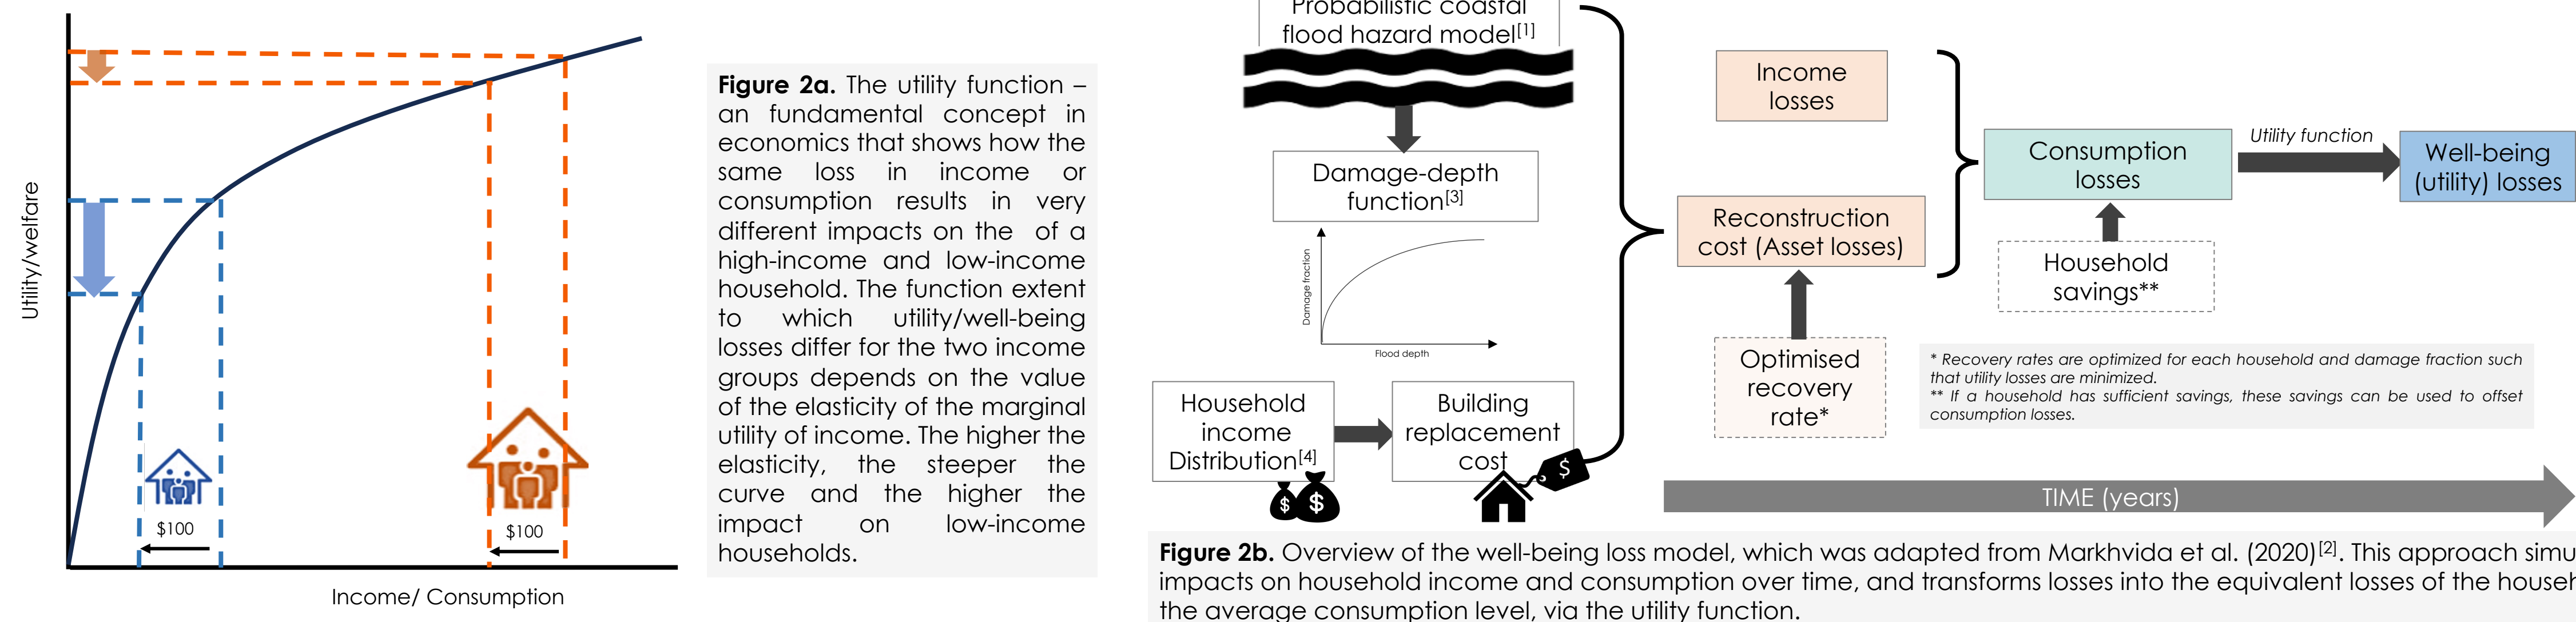 Utility/welfare
$100
$100
Income/ Consumption
Figure 2a. The utility function –
an fundamental concept in
economics that shows how the
same loss in income or
consumption results in very
different impacts on the of a
high-income and low-income
household. The function extent
to which utility/well-being
losses differ for the two income
groups depends on the value
of the elasticity of the marginal
utility of income. The higher the
elasticity, the steeper the
curve and the higher the
impact on low-income
households.
Probabilistic coastal
flood hazard model[1]
Damage-depth
function[3]
Damage fraction
Flood depth
Household
income
Distribution[4]
$
$
Building
replacement
cost
$
Income
losses
Reconstruction
cost (Asset losses)
Optimised
recovery
rate*
Consumption
losses
Household
savings**
Utility function
Well-being
(utility) losses
* Recovery rates are optimized for each household and damage fraction such
that utility losses are minimized.
** If a household has sufficient savings, these savings can be used to offset
consumption losses.
TIME (years)
Figure 2b. Overview of the well-being loss model, which was adapted from Markhvida et al. (2020)[2]. This approach simu
impacts on household income and consumption over time, and transforms losses into the equivalent losses of the househ
the average consumption level, via the utility function.